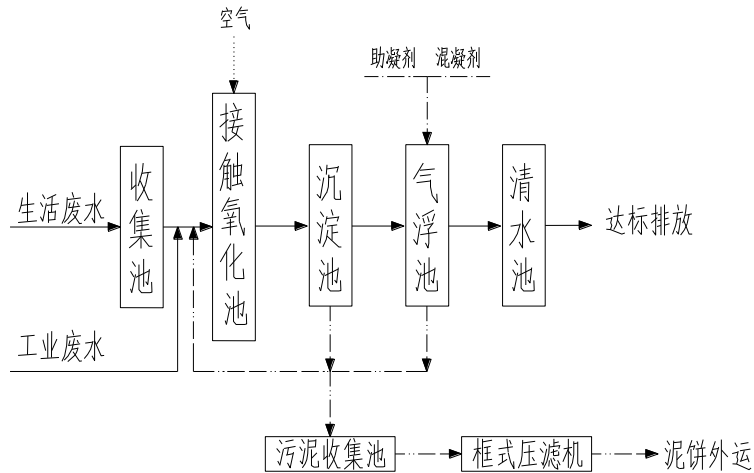 空气
助凝剂 混凝剂
生活废水
收集池
接触氧化池
沉淀池
气浮池
清水池
达标排放
工业废水
污泥收集池
框式压滤机
泥饼外运